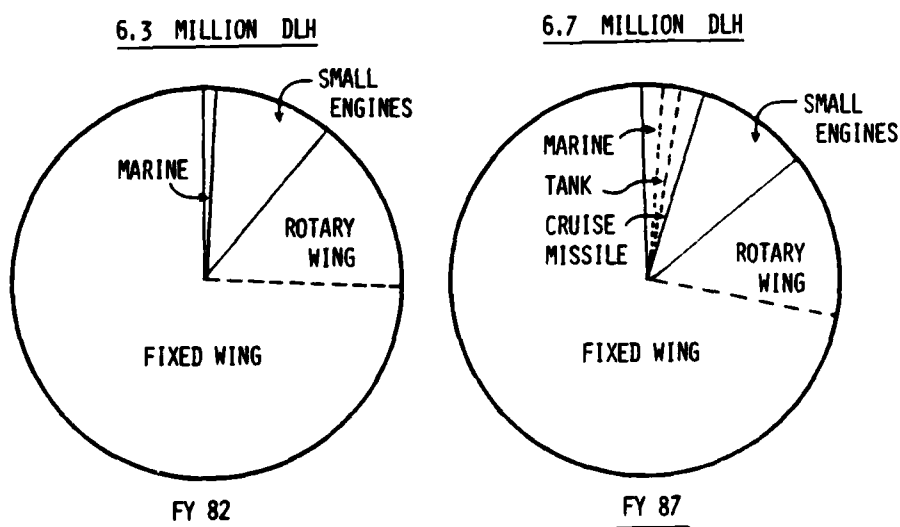 6.3 MILLION DLH
SMALL
ENGINES
MARINE
ROTARY
WING
FIXED WING
FY 82
6.7 MILLION DLH
SMALL
ENGINES
MARINE
TANK
CRUISE
MISSILE
ROTARY
WING
FIXED WING
FY 87